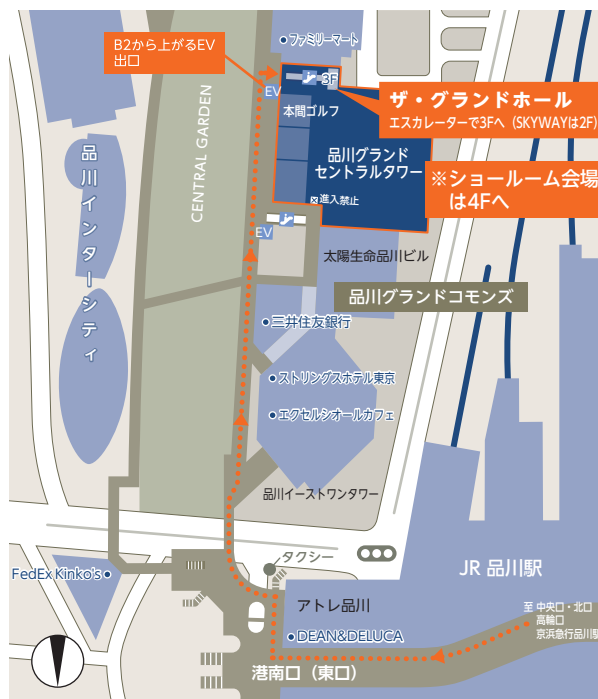 ファミリーマート
B2から上がるEV
出口
3F
EV
ザ・グランドホール
エスカレーターで3Fへ（SKYWAYは2F）
本間ゴルフ
CENTRAL GARDEN
品川グランド
セントラルタワー
※ショールーム会場
は4Fへ
品川インターシティ
進入禁止
EV
太陽生命品川ビル
品川グランドコモンズ
三井住友銀行
ストリングスホテル東京
エクセルシオールカフェ
品川イーストワンタワー
タクシー
FedEx Kinko's
JR 品川駅
アトレ品川
至 中央口・北口
高輪口
京浜急行品川駅
DEAN&DELUCA
港南口（東口）